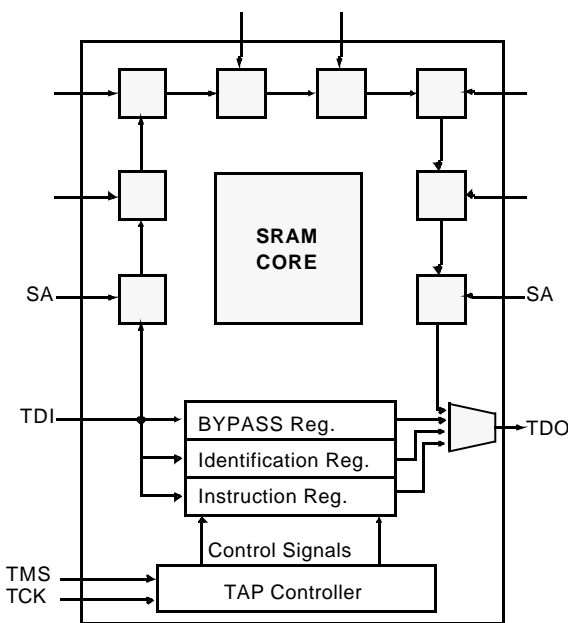 SRAM
CORE
SA
SA
TDI
BYPASS Reg.
TDO
Identification Reg.
Instruction Reg.
Control Signals
TMS
TCK
TAP Controller